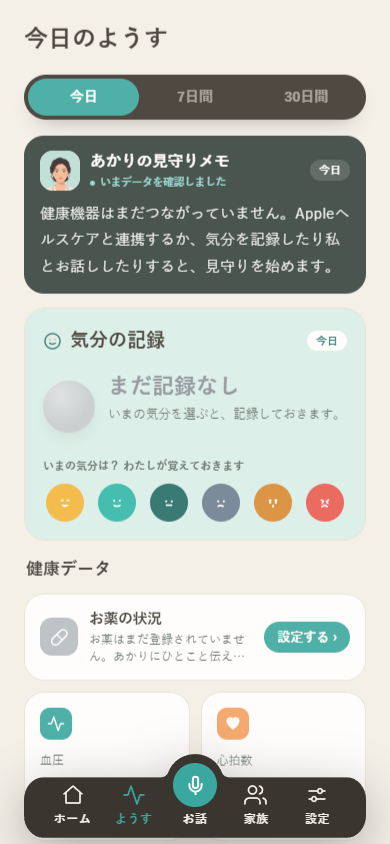 今日のようす
今日
7日間
30日間
あかりの見守りメモ
いまデータを確認しました
今日
健康機器はまだつながっていません。Appleヘ
ルスケアと連携するか、気分を記録したり私
とお話ししたりすると、見守りを始めます。
気分の記録
今日
まだ記録なし
いまの気分を選ぶと、記録しておきます。
いまの気分は？ わたしが覚えておきます
健康データ
お薬の状況
お薬はまだ登録されていませ
ん。あかりにひとこと伝え…
設定する ›
血圧
心拍数
ホーム
ようす
お話
家族
設定